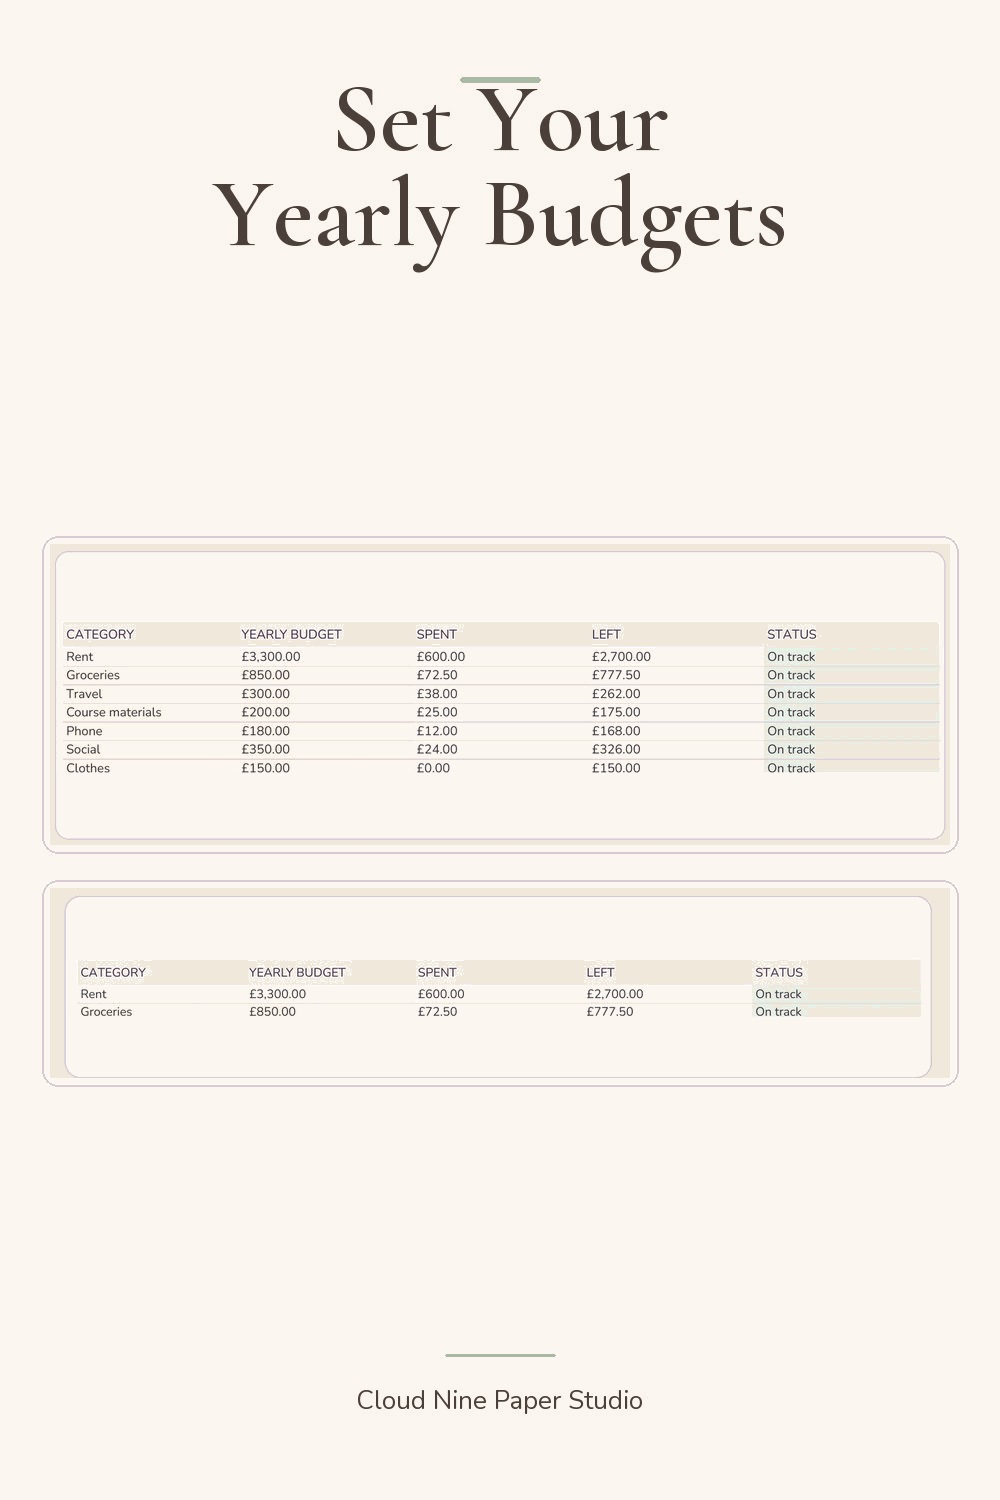 Set Your
Yearly Budgets
CATEGORY YEARLY BUDGET SPENT LEFT STATUS
Rent £3,300.00 £600.00 £2,700.00 On track
Groceries £850.00 £72.50 £777.50 On track
Travel £300.00 £38.00 £262.00 On track
Course materials £200.00 £25.00 £175.00 On track
Phone £180.00 £12.00 £168.00 On track
Social £350.00 £24.00 £326.00 On track
Clothes £150.00 £0.00 £150.00 On track
CATEGORY YEARLY BUDGET SPENT LEFT STATUS
Rent £3,300.00 £600.00 £2,700.00 On track
Groceries £850.00 £72.50 £777.50 On track
Cloud Nine Paper Studio